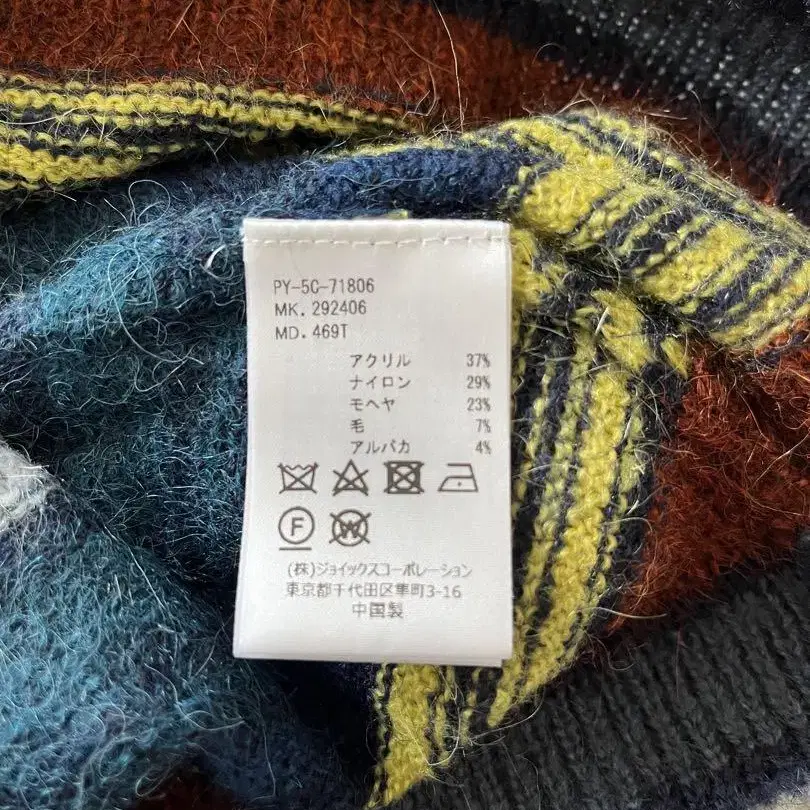 PY-5C-71806
MK. 292406
MD. 469T
アクリル 37%
ナイロン 29%
モヘヤ 23%
毛 7%
アルパカ 4%
F W
(株)ジョイックスコーポレーション
東京都千代田区隼町3-16
中国製